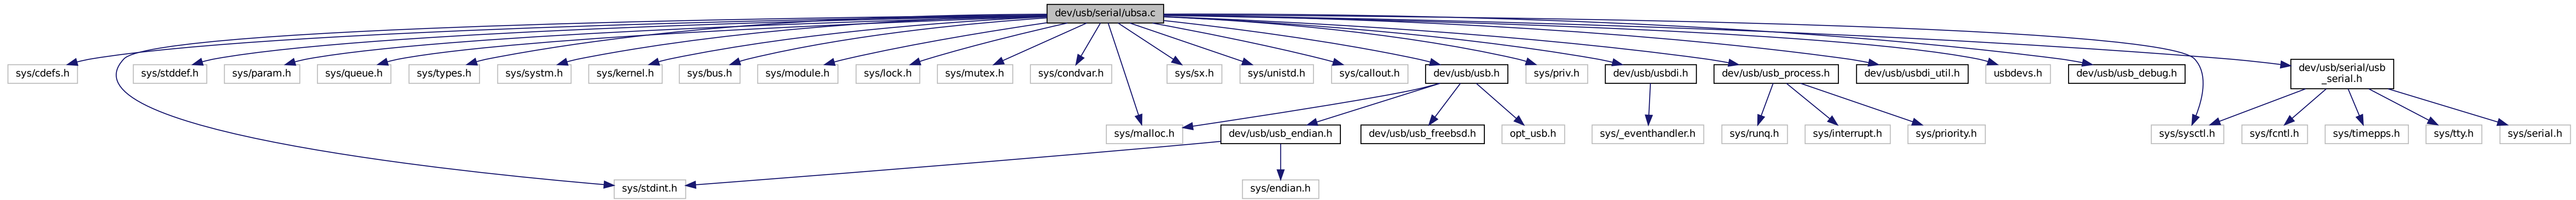 dev/usb/serial/ubsa.c
sys/cdefs.h
sys/stddef.h
sys/param.h
sys/queue.h
sys/types.h
sys/systm.h
sys/kernel.h
sys/bus.h
sys/module.h
sys/lock.h
sys/mutex.h
sys/condvar.h
sys/sx.h
sys/unistd.h
sys/callout.h
dev/usb/usb.h
sys/priv.h
dev/usb/usbdi.h
dev/usb/usb_process.h
dev/usb/usbdi_util.h
usbdevs.h
dev/usb/usb_debug.h
dev/usb/serial/usb
_serial.h
sys/malloc.h
dev/usb/usb_endian.h
dev/usb/usb_freebsd.h
opt_usb.h
sys/_eventhandler.h
sys/runq.h
sys/interrupt.h
sys/priority.h
sys/sysctl.h
sys/fcntl.h
sys/timepps.h
sys/tty.h
sys/serial.h
sys/stdint.h
sys/endian.h